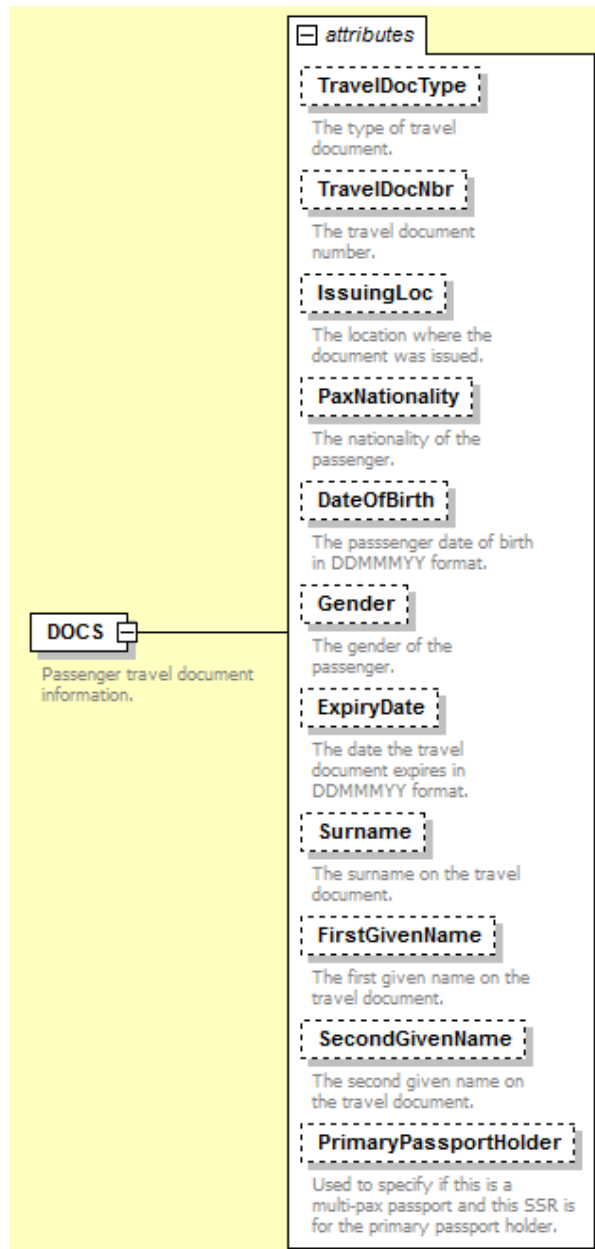 attributes
TravelDocType
The type of travel
document.
TravelDocNbr
The travel document
number.
IssuingLoc
The location where the
document was issued.
PaxNationality
The nationality of the
passenger.
DateOfBirth
The passsenger date of birth
in DDMMMYY format.
Gender
The gender of the
passenger.
DOCS
Passenger travel document
information.
ExpiryDate
The date the travel
document expires in
DDMMMYY format.
Surname
The surname on the travel
document.
FirstGivenName
The first given name on the
travel document.
SecondGivenName
The second given name on
the travel document.
PrimaryPassportHolder
Used to specify if this is a
multi-pax passport and this SSR is
for the primary passport holder.